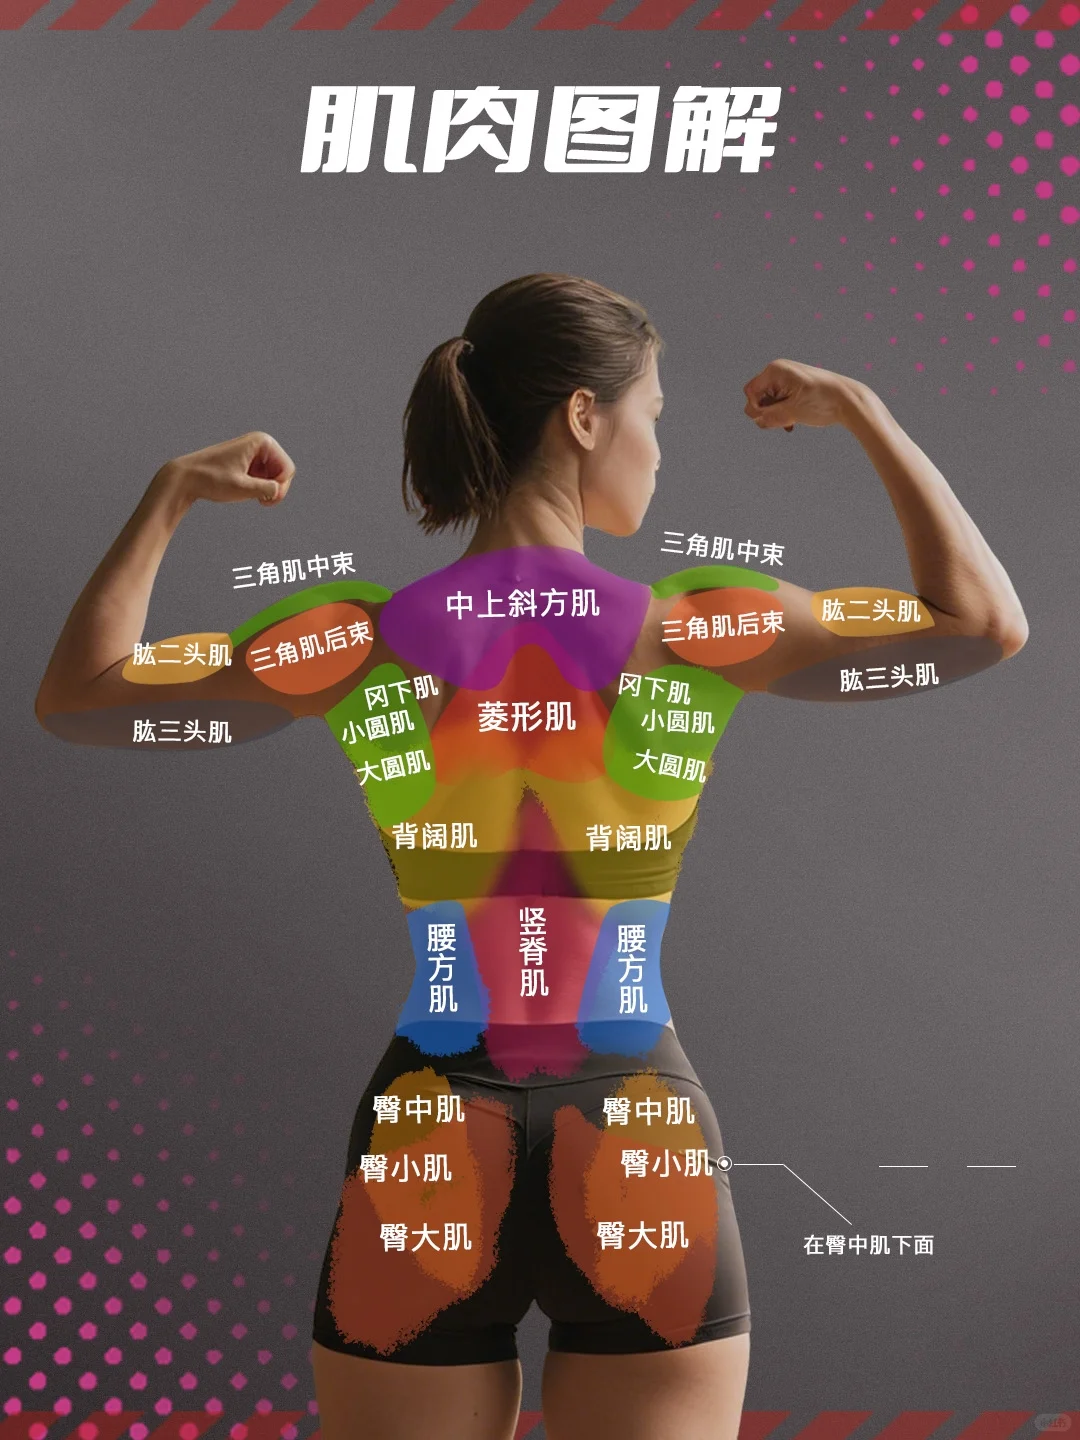 肌肉图解
三角肌中束
三角肌中束
中上斜方肌
肱二头肌
三角肌后束
三角肌后束
肱二头肌
肱三头肌
冈下肌
小圆肌
大圆肌
菱形肌
冈下肌
小圆肌
大圆肌
肱三头肌
背阔肌
背阔肌
腰方肌
竖脊肌
腰方肌
臀中肌
臀中肌
臀小肌
臀小肌
臀大肌
臀大肌
在臀中肌下面